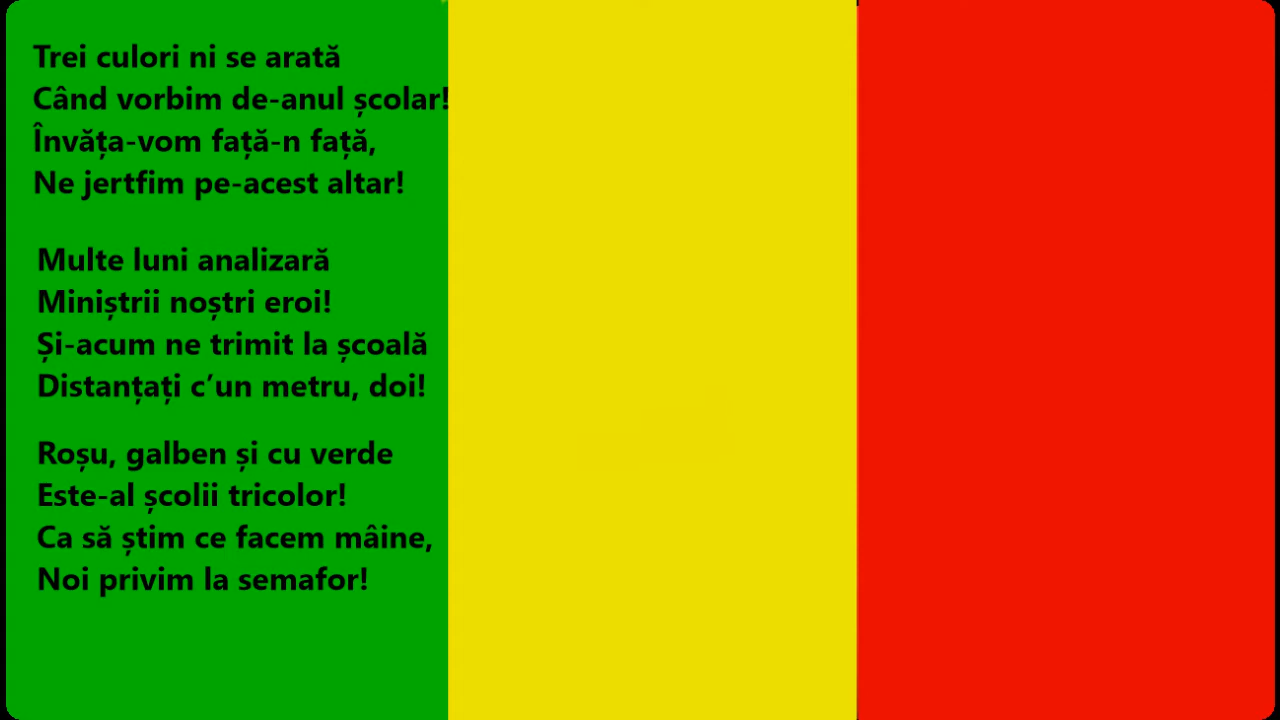 Trei culori ni se arată
Când vorbim de-anul școlar!
Învăța-vom față-n față,
Ne jertfim pe-acest altar!
Multe luni analizară
Miniștrii noștri eroi!
Și-acum ne trimit la școală
Distanțați c’un metru, doi!
Roșu, galben și cu verde
Este-al școlii tricolor!
Ca să știm ce facem mâine,
Noi privim la semafor!